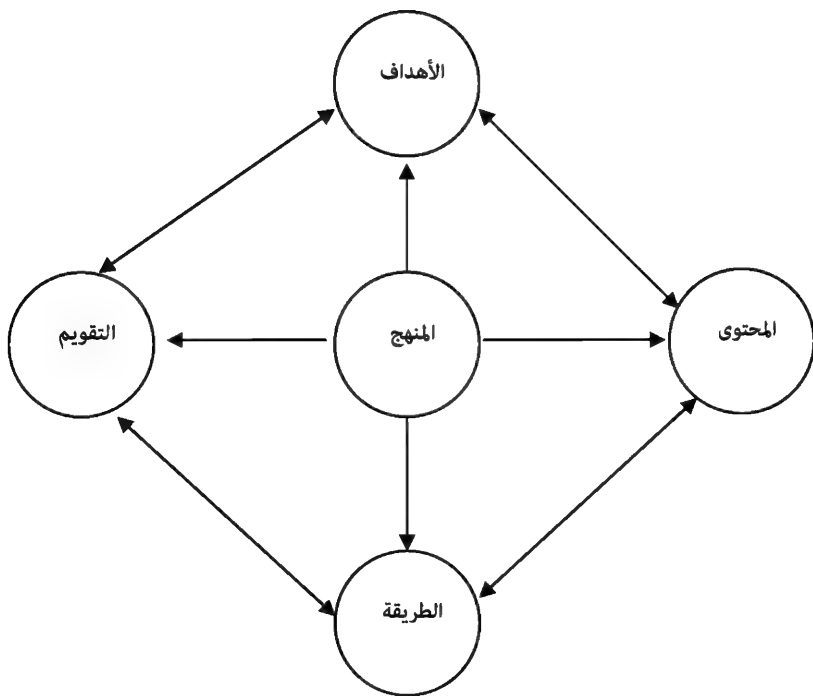 الأهداف
المحتوى
المنهج
التقويم
الطريقة